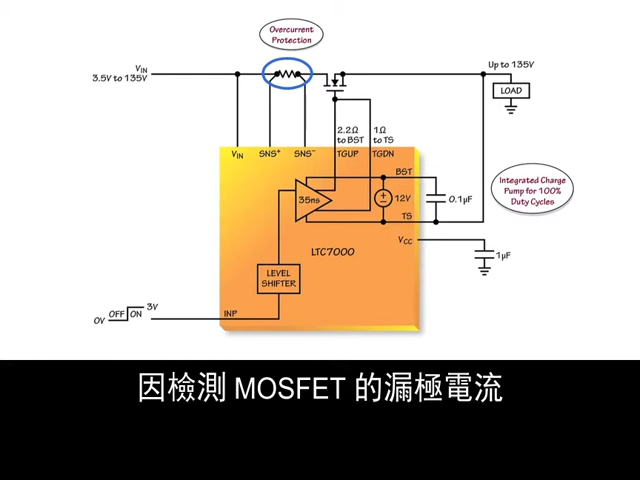 Overcurrent
Protection
VIN
3.5V to 135V
Up to 135V
LOAD
2.2Ω
to BST
1Ω
to TS
VIN
SNS+
SNS−
TGUP
TGDN
BST
35ns
12V
0.1µF
TS
Integrated Charge
Pump for 100%
Duty Cycles
VCC
1µF
LTC7000
LEVEL
SHIFTER
0V
OFF
ON
3V
INP
因檢測 MOSFET 的漏極電流